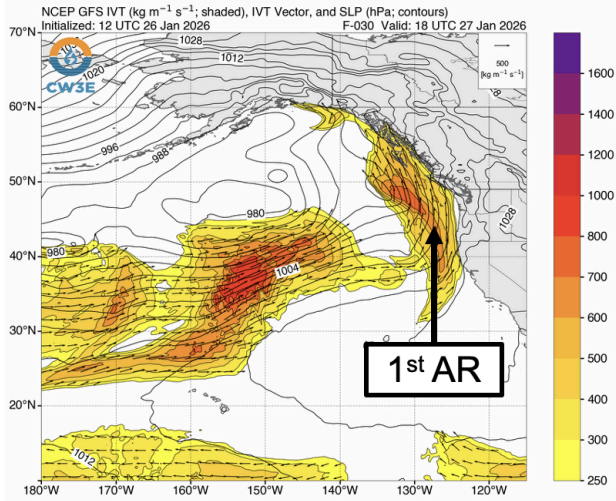 NCEP GFS IVT (kg m⁻¹ s⁻¹; shaded), IVT Vector, and SLP (hPa; contours)
Initialized: 12 UTC 26 Jan 2026 F-030 Valid: 18 UTC 27 Jan 2026
70°N
1028
1012
1020
CW3E
500
[kg m⁻¹ s⁻¹]
1600
1400
60°N
1200
996
988
1000
50°N
800
1028
980
980
700
40°N
1004
600
30°N
500
1st AR
400
20°N
300
1012
250
180°W
170°W
160°W
150°W
140°W
130°W